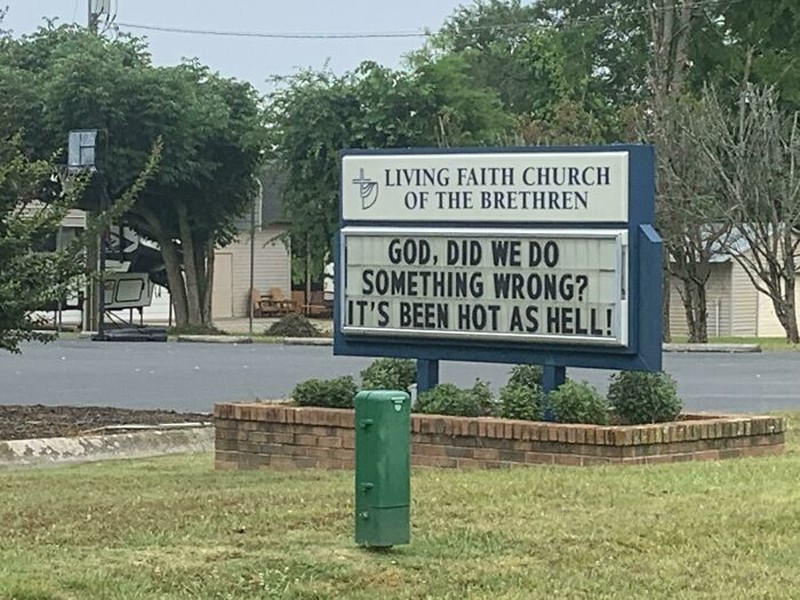 LIVING FAITH CHURCH
OF THE BRETHREN
GOD, DID WE DO
SOMETHING WRONG?
IT'S BEEN HOT AS HELL!